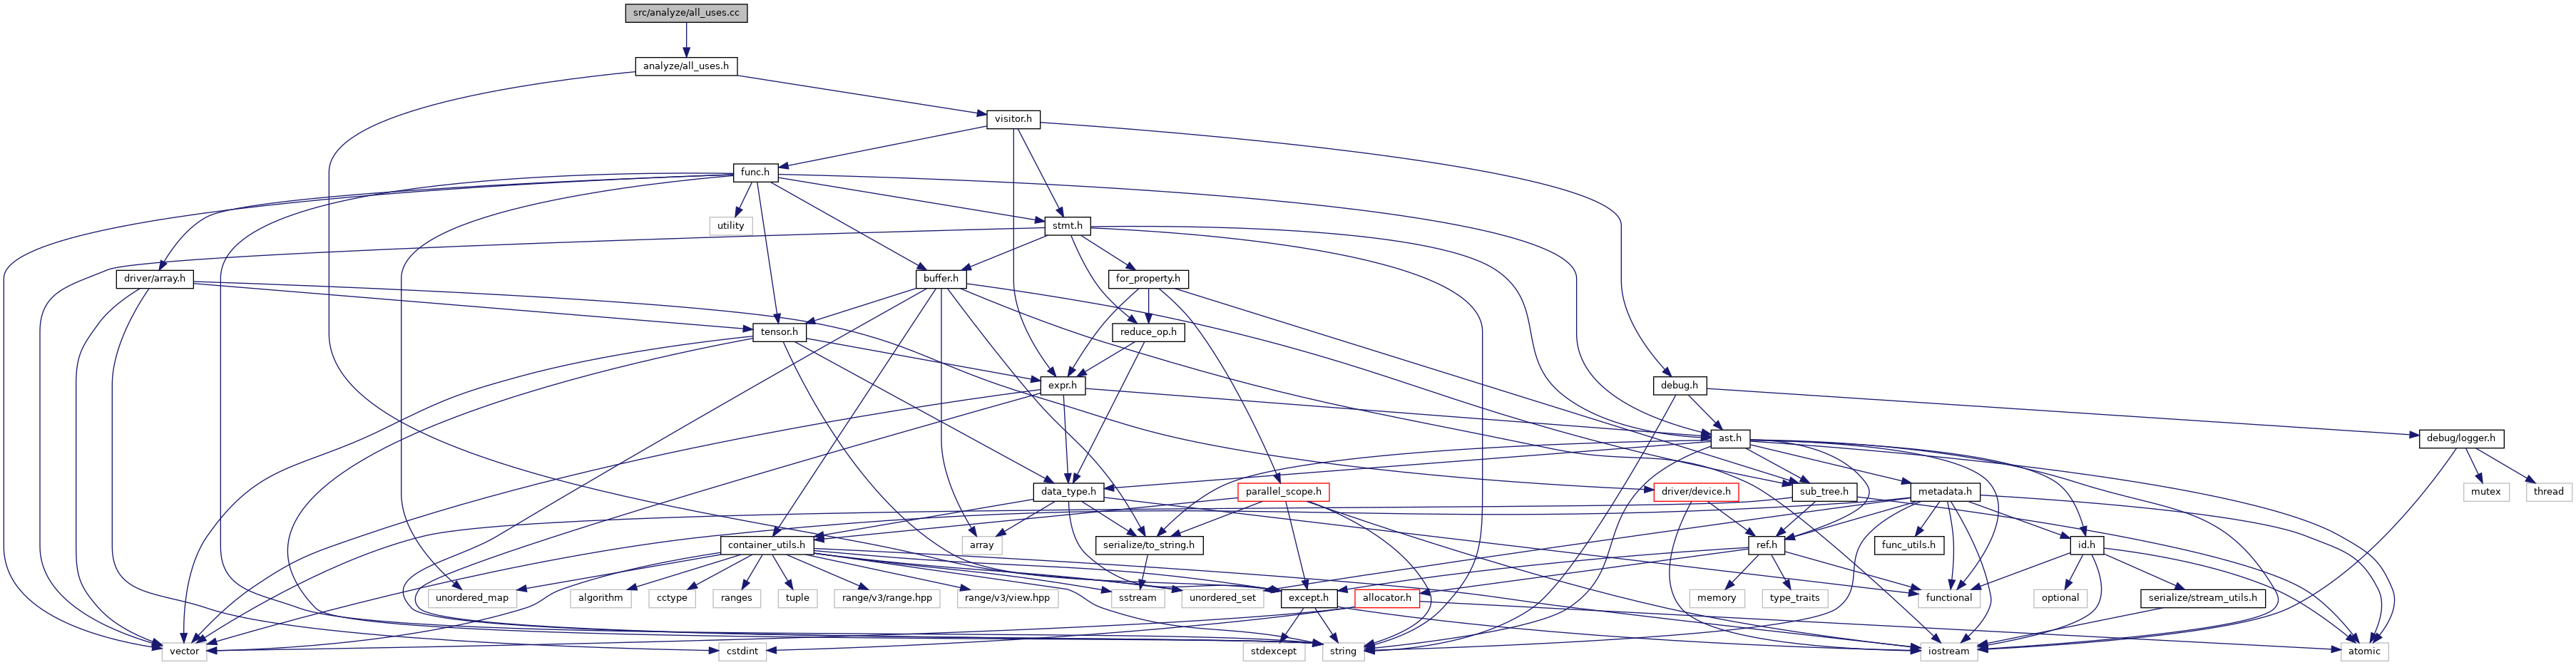 src/analyze/all_uses.cc
analyze/all_uses.h
visitor.h
func.h
utility
stmt.h
driver/array.h
buffer.h
for_property.h
tensor.h
reduce_op.h
expr.h
debug.h
ast.h
debug/logger.h
data_type.h
parallel_scope.h
driver/device.h
sub_tree.h
metadata.h
mutex
thread
container_utils.h
array
serialize/to_string.h
ref.h
func_utils.h
id.h
unordered_map
algorithm
cctype
ranges
tuple
range/v3/range.hpp
range/v3/view.hpp
sstream
unordered_set
except.h
allocator.h
memory
type_traits
functional
optional
serialize/stream_utils.h
vector
cstdint
stdexcept
string
iostream
atomic